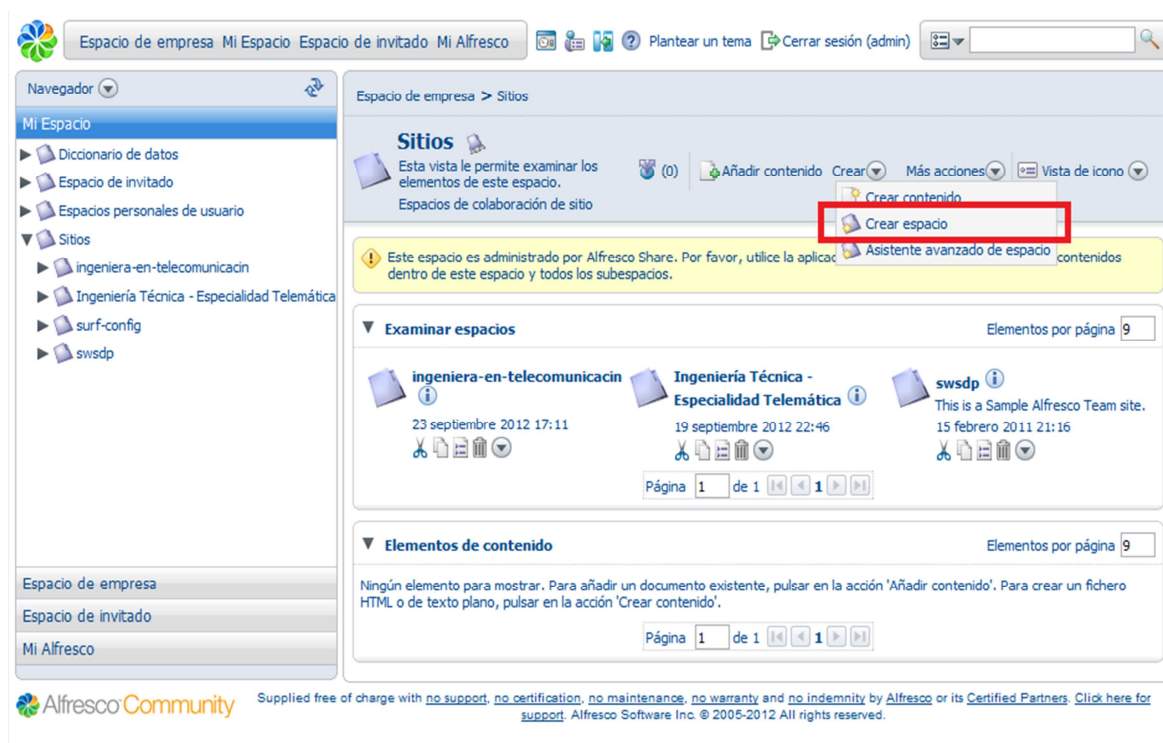 Espacio de empresa Mi Espacio Espacio de invitado Mi Alfresco
Plantear un tema Cerrar sesión (admin)
Navegador
Mi Espacio
Diccionario de datos
Espacio de invitado
Espacios personales de usuario
Sitios
ingeniera-en-telecomunicacin
Ingeniería Técnica - Especialidad Telemática
surf-config
swsdp
Espacio de empresa
Espacio de invitado
Mi Alfresco
Espacio de empresa > Sitios
Sitios
Esta vista le permite examinar los
elementos de este espacio.
Espacios de colaboración de sitio
(0) Añadir contenido Crear Más acciones Vista de icono
Crear contenido
Crear espacio
Asistente avanzado de espacio
Este espacio es administrado por Alfresco Share. Por favor, utilice la contenidos
dentro de este espacio y todos los subespacios.
Examinar espacios
Elementos por página 9
ingeniera-en-telecomunicacin
23 septiembre 2012 17:11
Ingeniería Técnica -
Especialidad Telemática
19 septiembre 2012 22:46
swsdp
This is a Sample Alfresco Team site.
15 febrero 2011 21:16
Página 1 de 1 1
Elementos de contenido
Elementos por página 9
Ningún elemento para mostrar. Para añadir un documento existente, pulsar en la acción 'Añadir contenido'. Para crear un fichero
HTML o de texto plano, pulsar en la acción 'Crear contenido'.
Página 1 de 1 1
Alfresco Community
Supplied free of charge with no support, no certification, no maintenance, no warranty and no indemnity by Alfresco or its Certified Partners. Click here for
support. Alfresco Software Inc. © 2005-2012 All rights reserved.